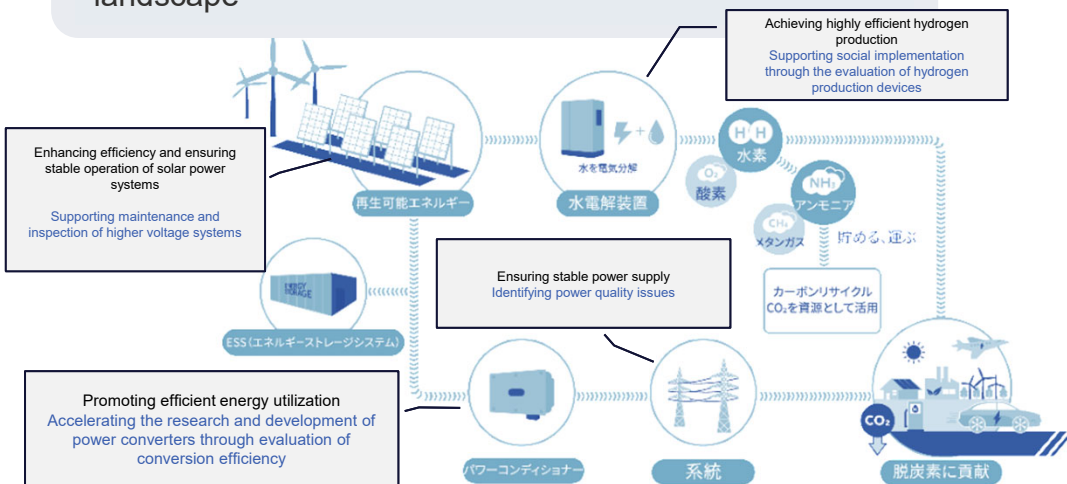 landscape
Achieving highly efficient hydrogen
production
Supporting social implementation
through the evaluation of hydrogen
production devices
Enhancing efficiency and ensuring
stable operation of solar power
systems
Supporting maintenance and
inspection of higher voltage systems
再生可能エネルギー
水を電気分解
水電解装置
H H
水素
O₂
酸素
NH₃
アンモニア
CH₄
メタンガス
貯める、運ぶ
カーボンリサイクル
CO₂を資源として活用
Ensuring stable power supply
Identifying power quality issues
ENERGY
STORAGE
ESS（エネルギーストレージシステム）
Promoting efficient energy utilization
Accelerating the research and development of
power converters through evaluation of
conversion efficiency
パワーコンディショナー
系統
CO₂
脱炭素に貢献